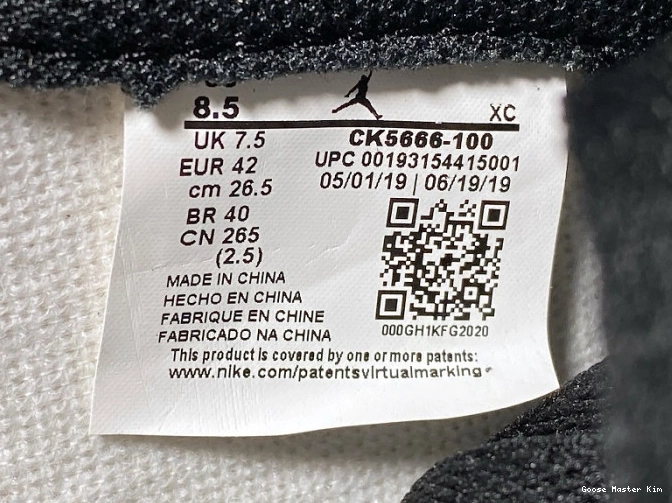 8.5
XC
UK 7.5
CK5666-100
EUR 42
UPC 00193154415001
cm 26.5
05/01/19 | 06/19/19
BR 40
CN 265
(2.5)
MADE IN CHINA
HECHO EN CHINA
FABRIQUE EN CHINE
FABRICADO NA CHINA
000GH1KFG2020
This product is covered by one or more patents:
www.nike.com/patentsvirtualmarking
Goose Master Kim